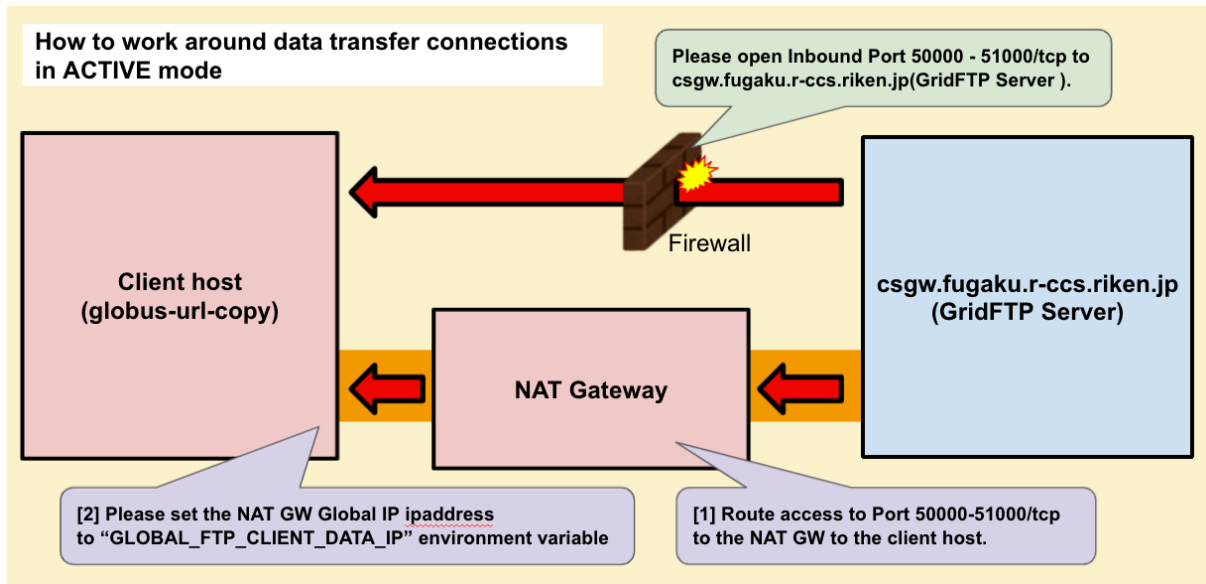 How to work around data transfer connections
in ACTIVE mode
Please open Inbound Port 50000 - 51000/tcp to
csgw.fugaku.r-ccs.riken.jp(GridFTP Server ).
Firewall
Client host
(globus-url-copy)
csgw.fugaku.r-ccs.riken.jp
(GridFTP Server)
NAT Gateway
[2] Please set the NAT GW Global IP ipaddress
to “GLOBAL_FTP_CLIENT_DATA_IP” environment variable
[1] Route access to Port 50000-51000/tcp
to the NAT GW to the client host.